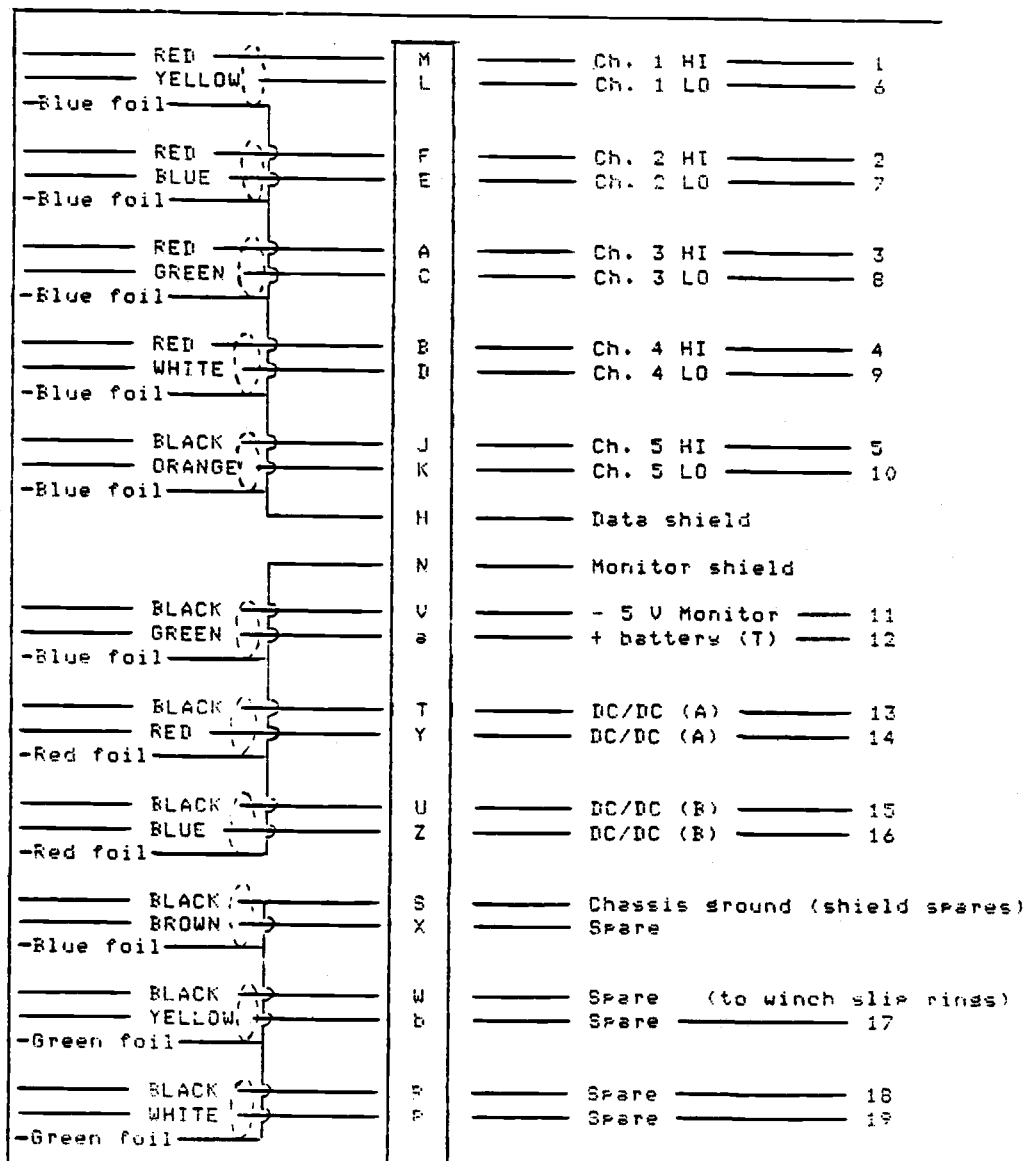 RED M Ch. 1 HI 1
YELLOW L Ch. 1 LO 6
Blue foil
RED F Ch. 2 HI 2
BLUE E Ch. 2 LO 7
Blue foil
RED A Ch. 3 HI 3
GREEN C Ch. 3 LO 8
Blue foil
RED B Ch. 4 HI 4
WHITE D Ch. 4 LO 9
Blue foil
BLACK J Ch. 5 HI 5
ORANGE K Ch. 5 LO 10
Blue foil
H Data shield
N Monitor shield
BLACK V - 5 V Monitor 11
GREEN a + battery (T) 12
Blue foil
BLACK T DC/DC (A) 13
RED Y DC/DC (A) 14
Red foil
BLACK U DC/DC (B) 15
BLUE Z DC/DC (B) 16
Red foil
BLACK S Chassis ground (shield spares)
BROWN X Spare
Blue foil
BLACK W Spare (to winch slip rings)
YELLOW b Spare 17
Green foil
BLACK Spare 18
WHITE Spare 19
Green foil